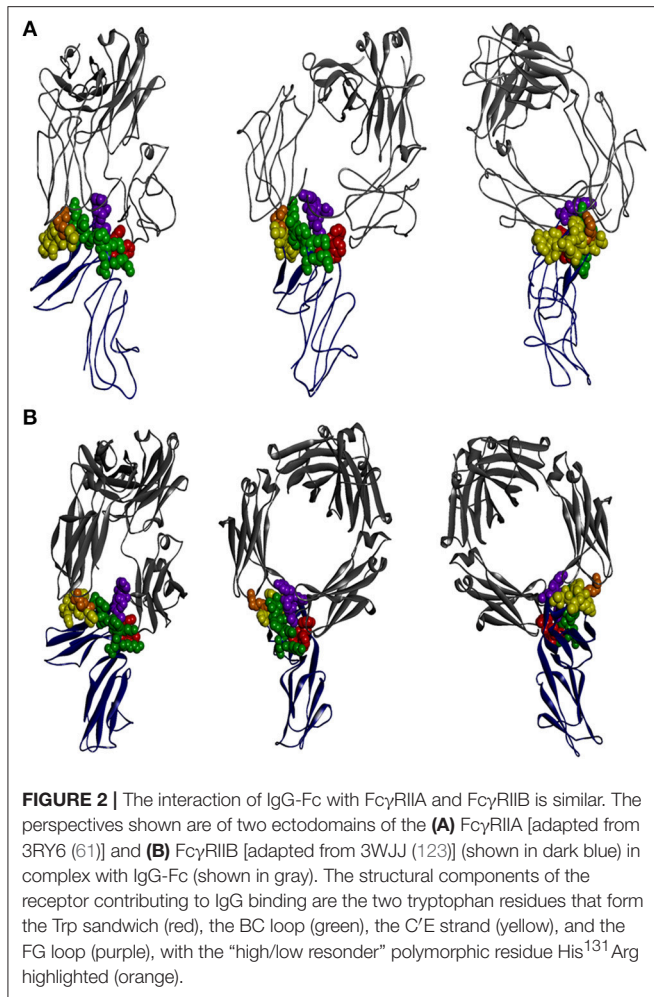 A
B
FIGURE 2 | The interaction of IgG-Fc with FcγRIIA and FcγRIIB is similar. The
perspectives shown are of two ectodomains of the (A) FcγRIIA [adapted from
3RY6 (61)] and (B) FcγRIIB [adapted from 3WJJ (123)] (shown in dark blue) in
complex with IgG-Fc (shown in gray). The structural components of the
receptor contributing to IgG binding are the two tryptophan residues that form
the Trp sandwich (red), the BC loop (green), the C′E strand (yellow), and the
FG loop (purple), with the “high/low resonder” polymorphic residue His¹³¹Arg
highlighted (orange).